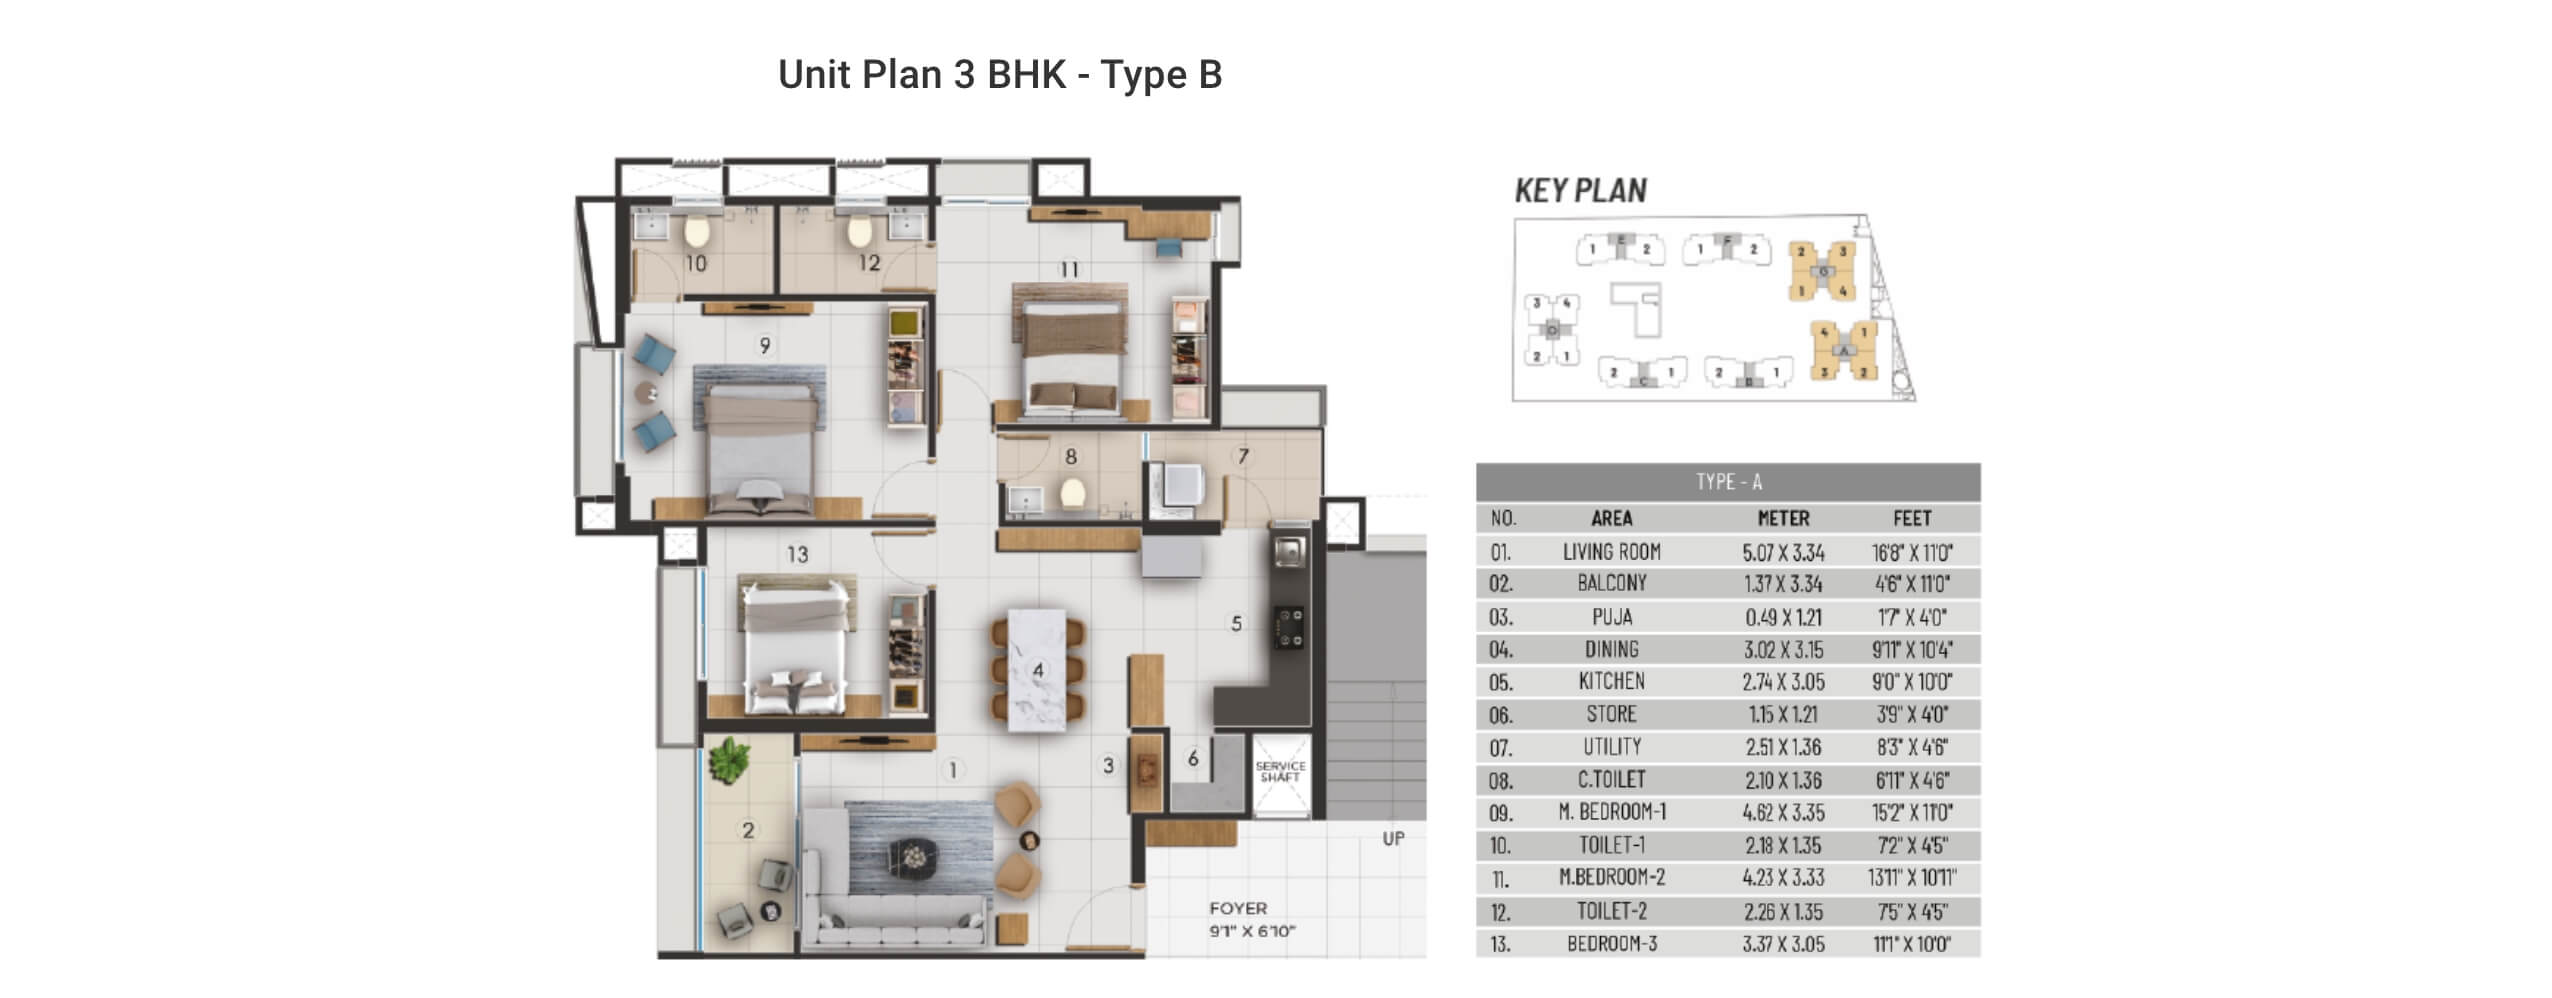 Unit Plan 3 BHK - Type B
10
12
11
9
8
7
13
5
4
1
3
6
SERVICE
SHAFT
2
UP
FOYER
9'1" X 6'10"
KEY PLAN
1 E 2
1 F 2
2 3
G
1 4
3 4
D
2 1
4 1
A
3 2
2 C 1
2 B 1
TYPE - A
NO. AREA METER FEET
01. LIVING ROOM 5.07 X 3.34 16'8" X 11'0"
02. BALCONY 1.37 X 3.34 4'6" X 11'0"
03. PUJA 0.49 X 1.21 1'7" X 4'0"
04. DINING 3.02 X 3.15 9'11" X 10'4"
05. KITCHEN 2.74 X 3.05 9'0" X 10'0"
06. STORE 1.15 X 1.21 3'9" X 4'0"
07. UTILITY 2.51 X 1.36 8'3" X 4'6"
08. C.TOILET 2.10 X 1.36 6'11" X 4'6"
09. M. BEDROOM-1 4.62 X 3.35 15'2" X 11'0"
10. TOILET-1 2.18 X 1.35 7'2" X 4'5"
11. M.BEDROOM-2 4.23 X 3.33 13'11" X 10'11"
12. TOILET-2 2.26 X 1.35 7'5" X 4'5"
13. BEDROOM-3 3.37 X 3.05 11'1" X 10'0"